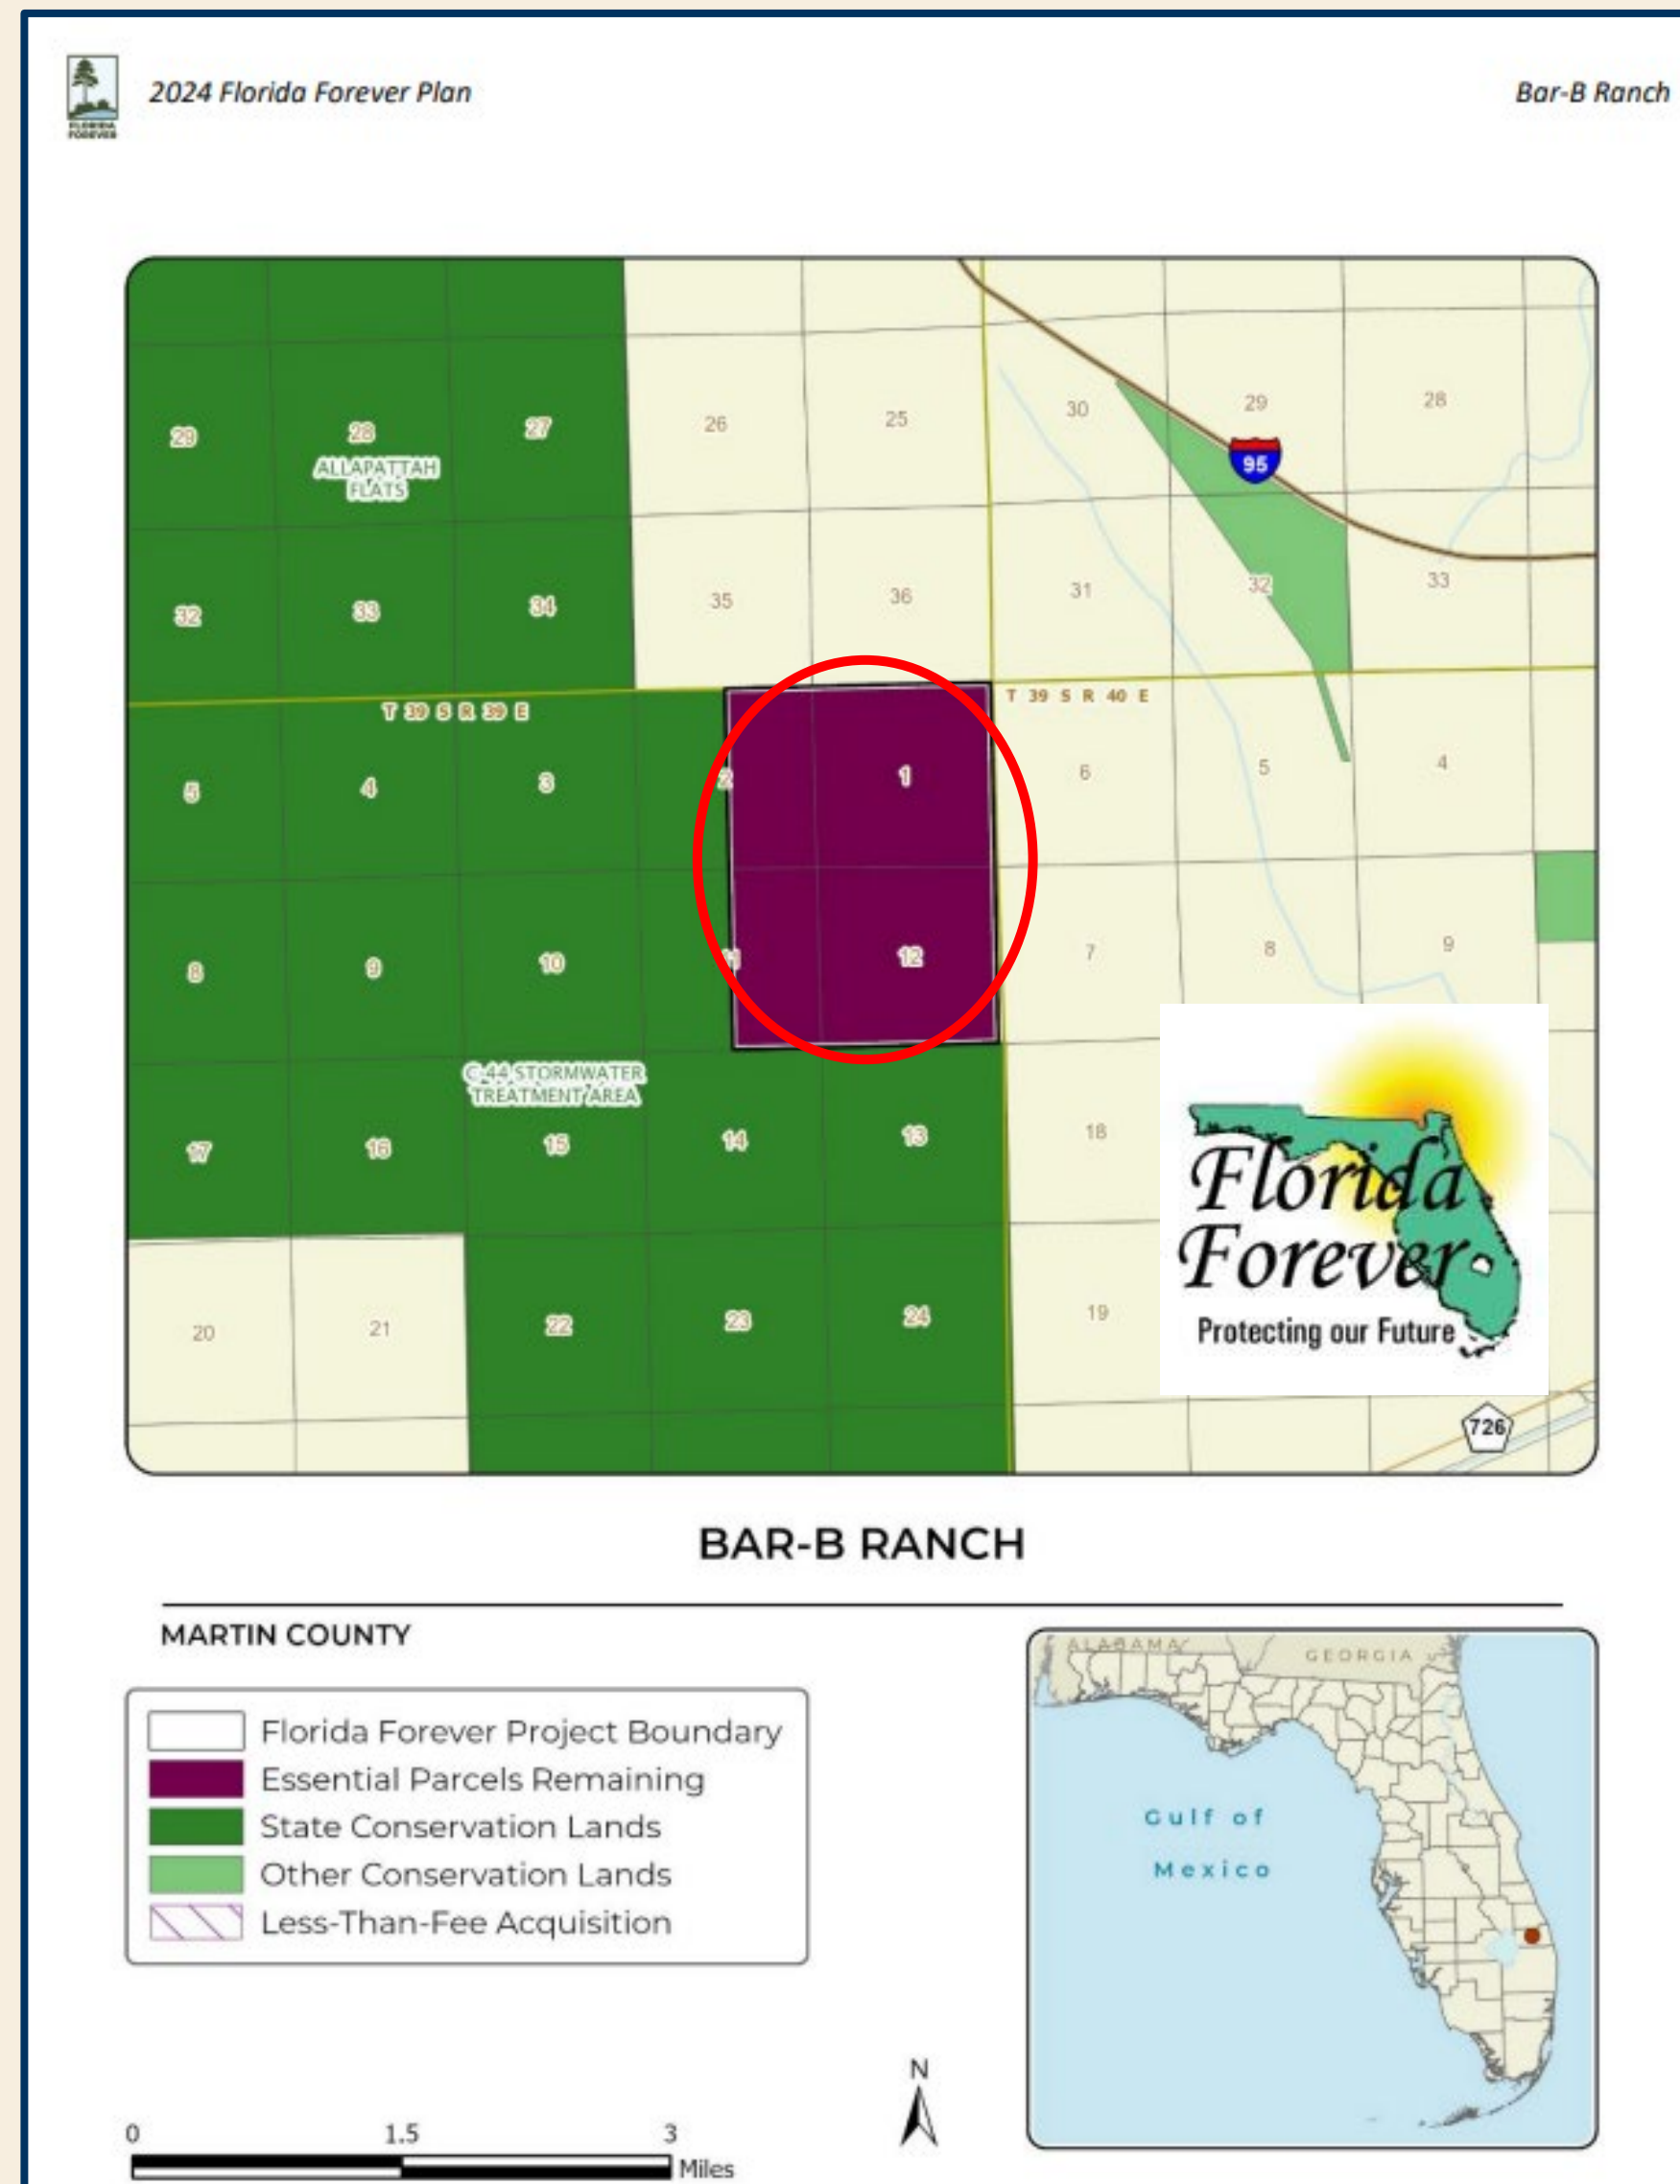 FLORIDA
FOREVER
2024 Florida Forever Plan
Bar-B Ranch
29 28 27 26 25 30 29 28
ALLAPATTAH
FLATS
95
32 33 34 35 36 31 32 33
T 39 S R 39 E
T 39 S R 40 E
5 4 3 2 1 6 5 4
8 9 10 11 12 7 8 9
C-44 STORMWATER
TREATMENT AREA
17 16 15 14 13 18
20 21 22 23 24 19
Florida
Forever
Protecting our Future
726
BAR-B RANCH
MARTIN COUNTY
Florida Forever Project Boundary
Essential Parcels Remaining
State Conservation Lands
Other Conservation Lands
Less-Than-Fee Acquisition
ALABAMA
GEORGIA
Gulf of
Mexico
N
0 1.5 3
Miles